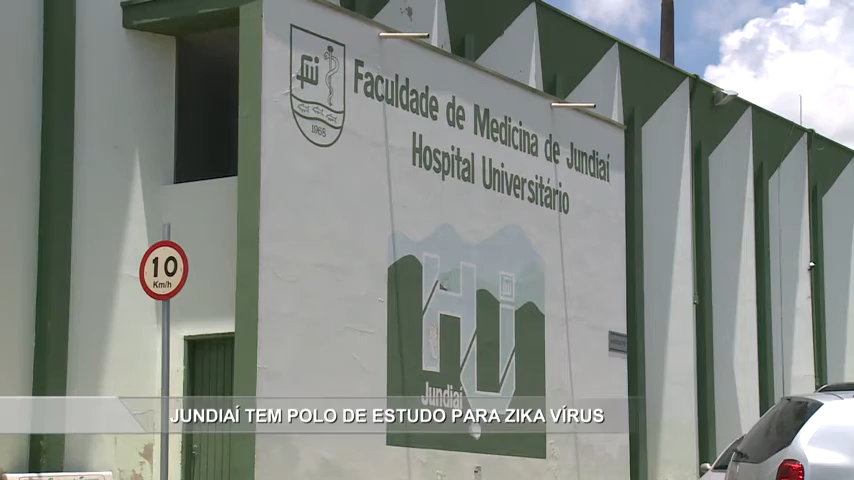 Faculdade de Medicina de Jundiaí
Hospital Universitário
1968
10
Km/h
HU
Jundiaí
JUNDIAÍ TEM POLO DE ESTUDO PARA ZIKA VÍRUS